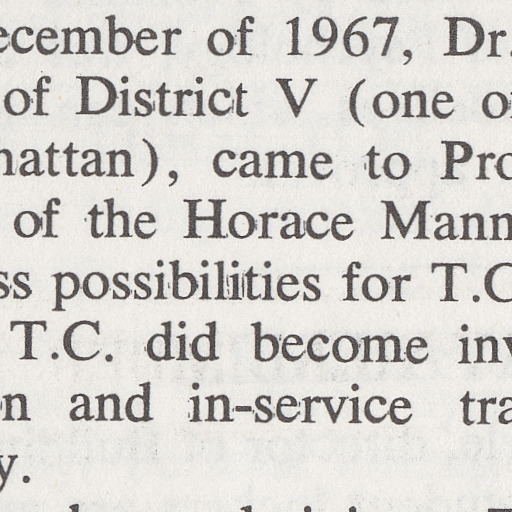 ecember of 1967, Dr.
of District V (one o
hattan), came to Pro
of the Horace Mann
ss possibilities for T.C
T.C. did become inv
on and in-service tra
y.